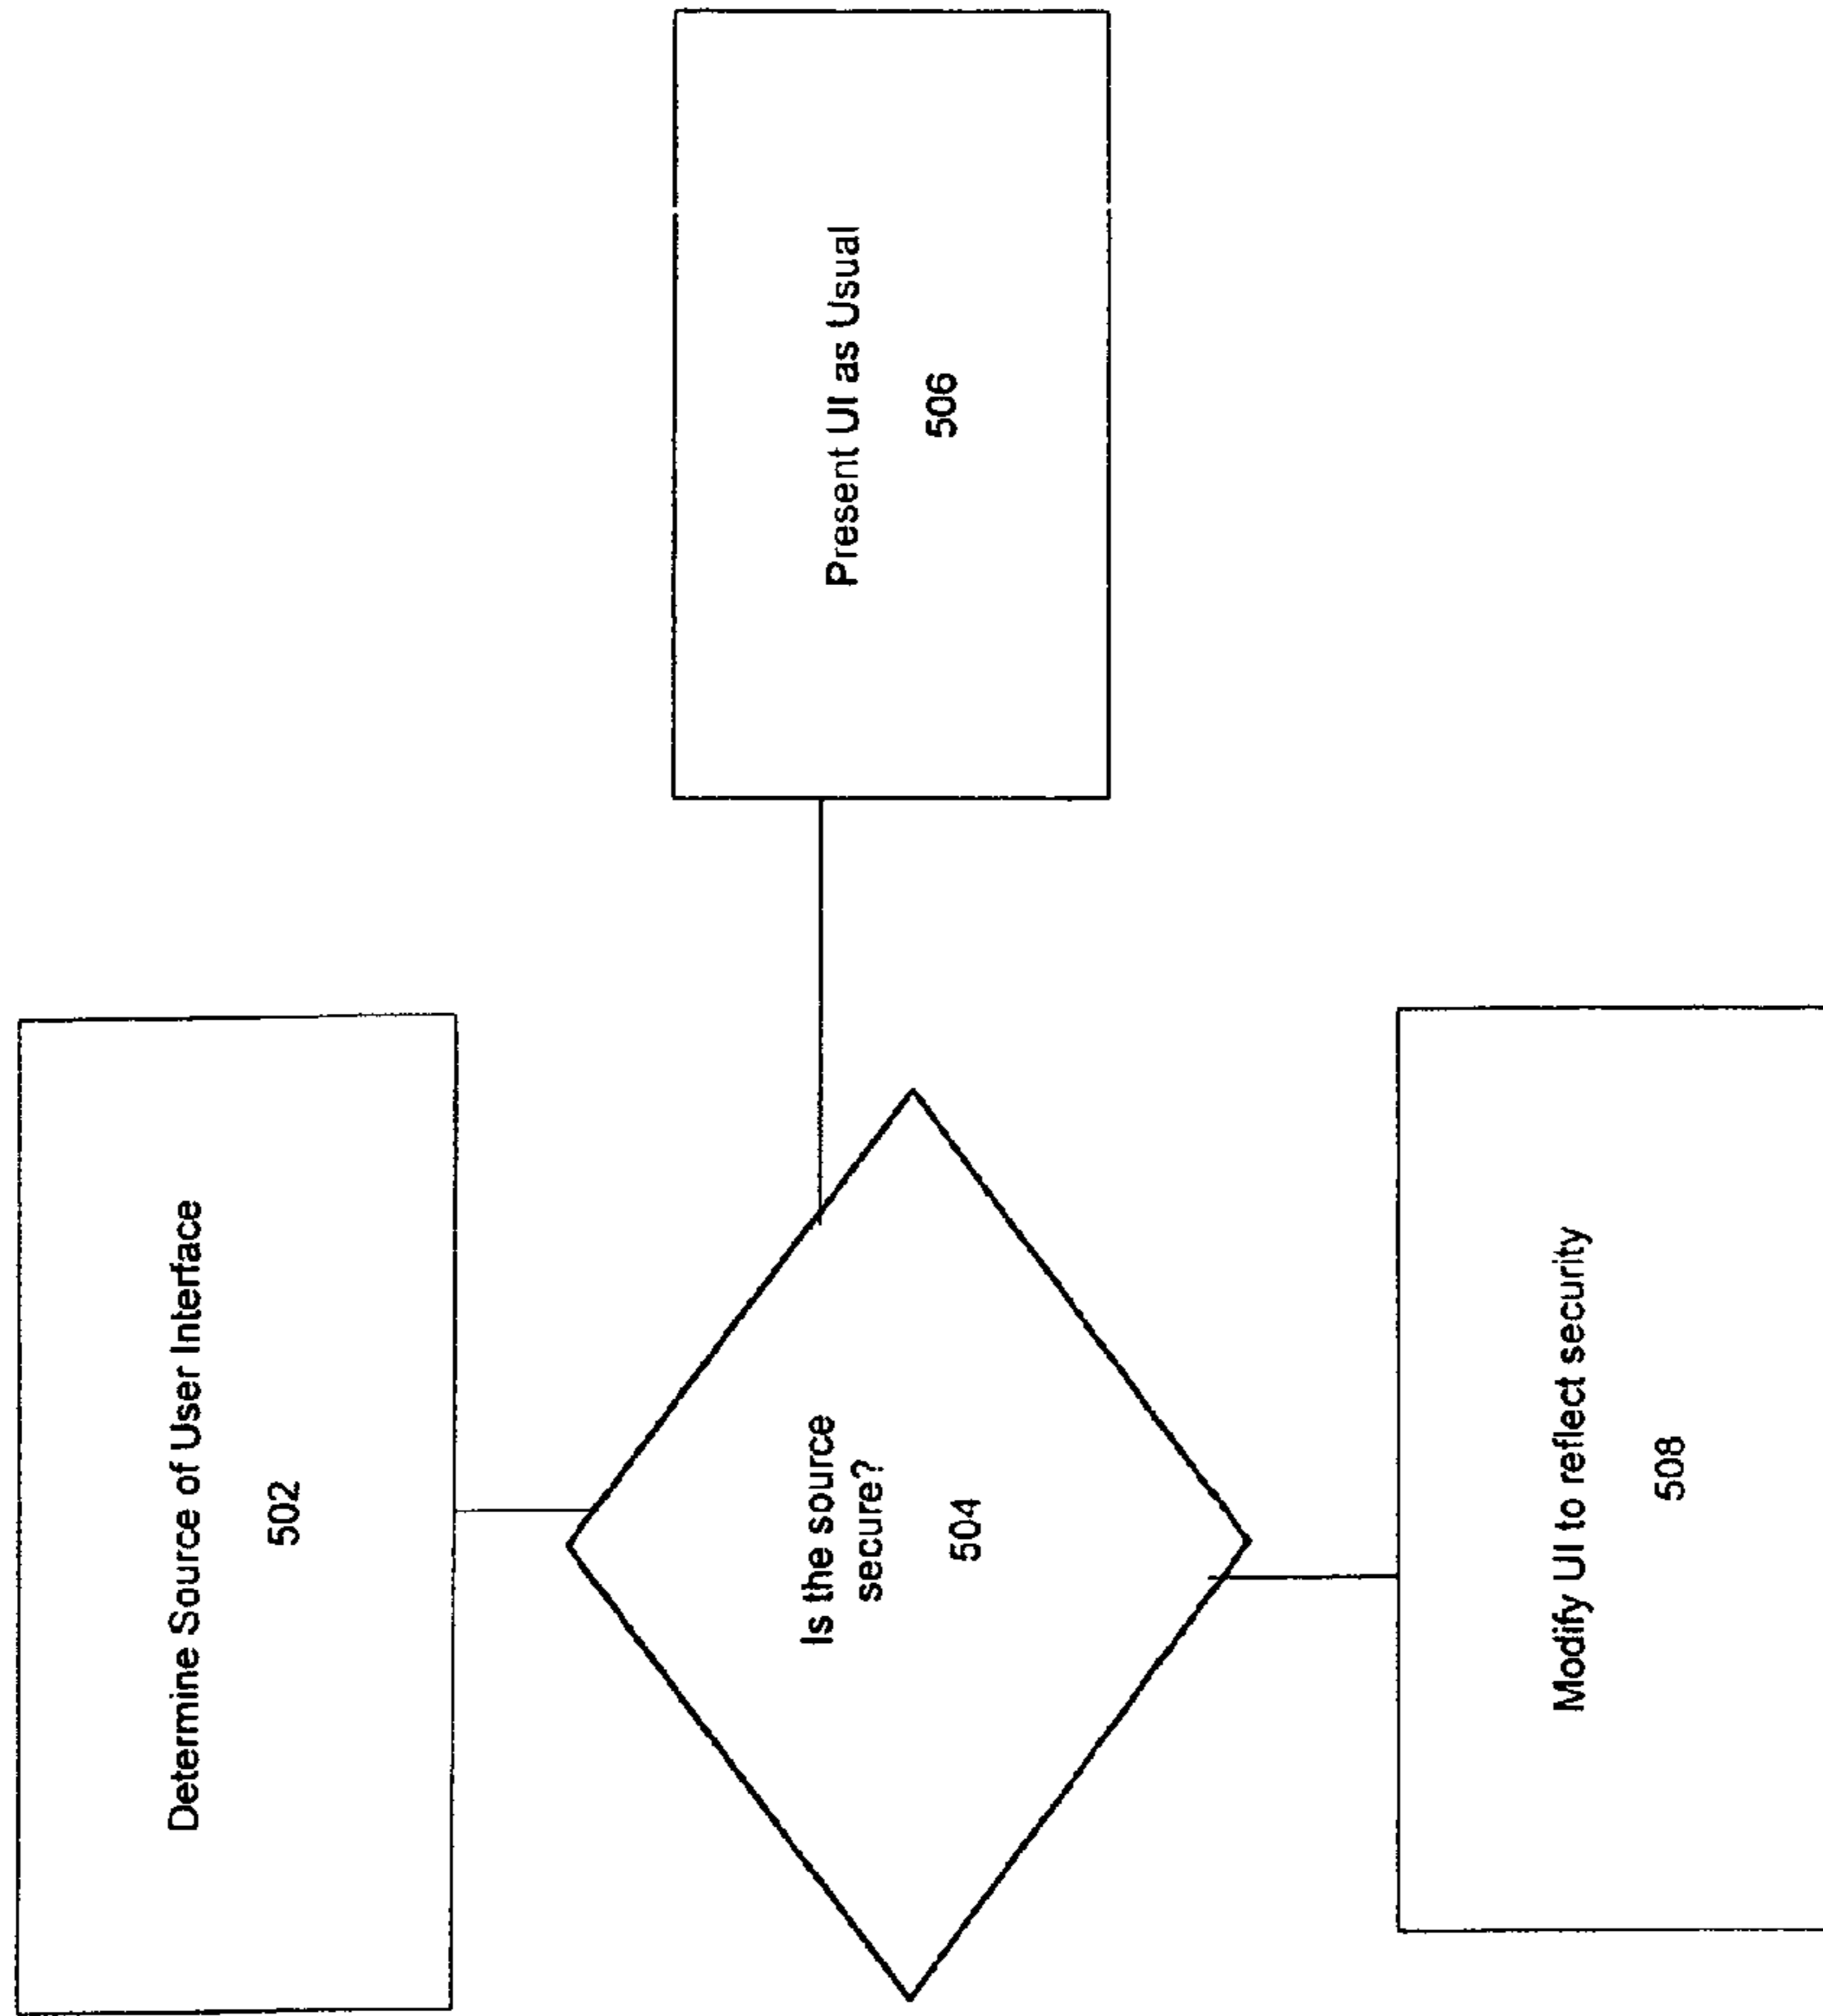 Determine Source of User Interface
502
Is the source
secure?
504
Present UI as Usual
506
Modify UI to reflect security
508